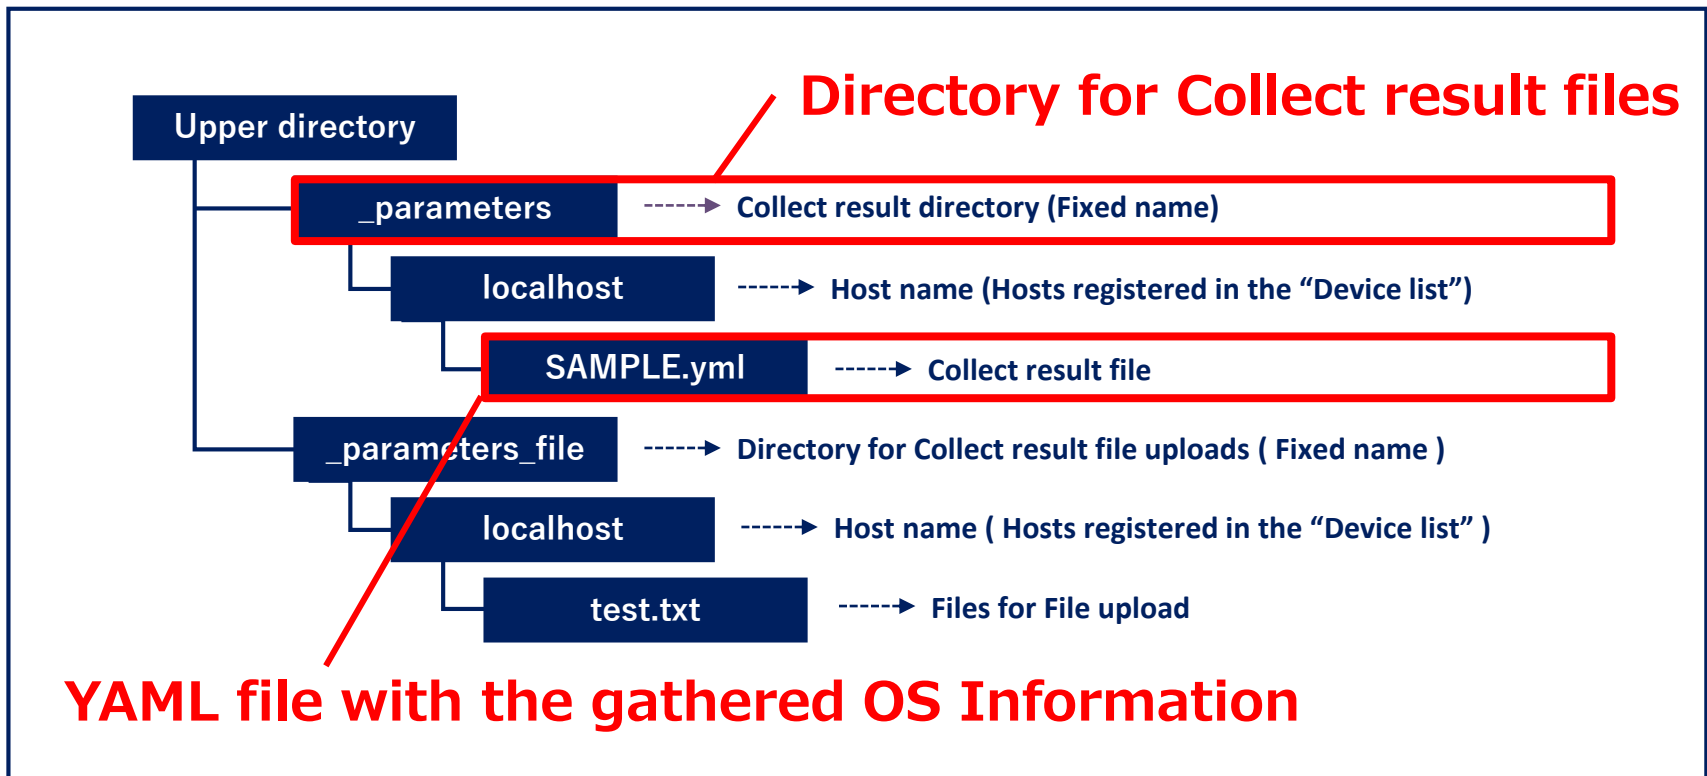 Directory for Collect result files
Upper directory
_parameters
Collect result directory (Fixed name)
localhost
Host name (Hosts registered in the “Device list”)
SAMPLE.yml
Collect result file
_parameters_file
Directory for Collect result file uploads ( Fixed name )
localhost
Host name ( Hosts registered in the “Device list” )
test.txt
Files for File upload
YAML file with the gathered OS Information